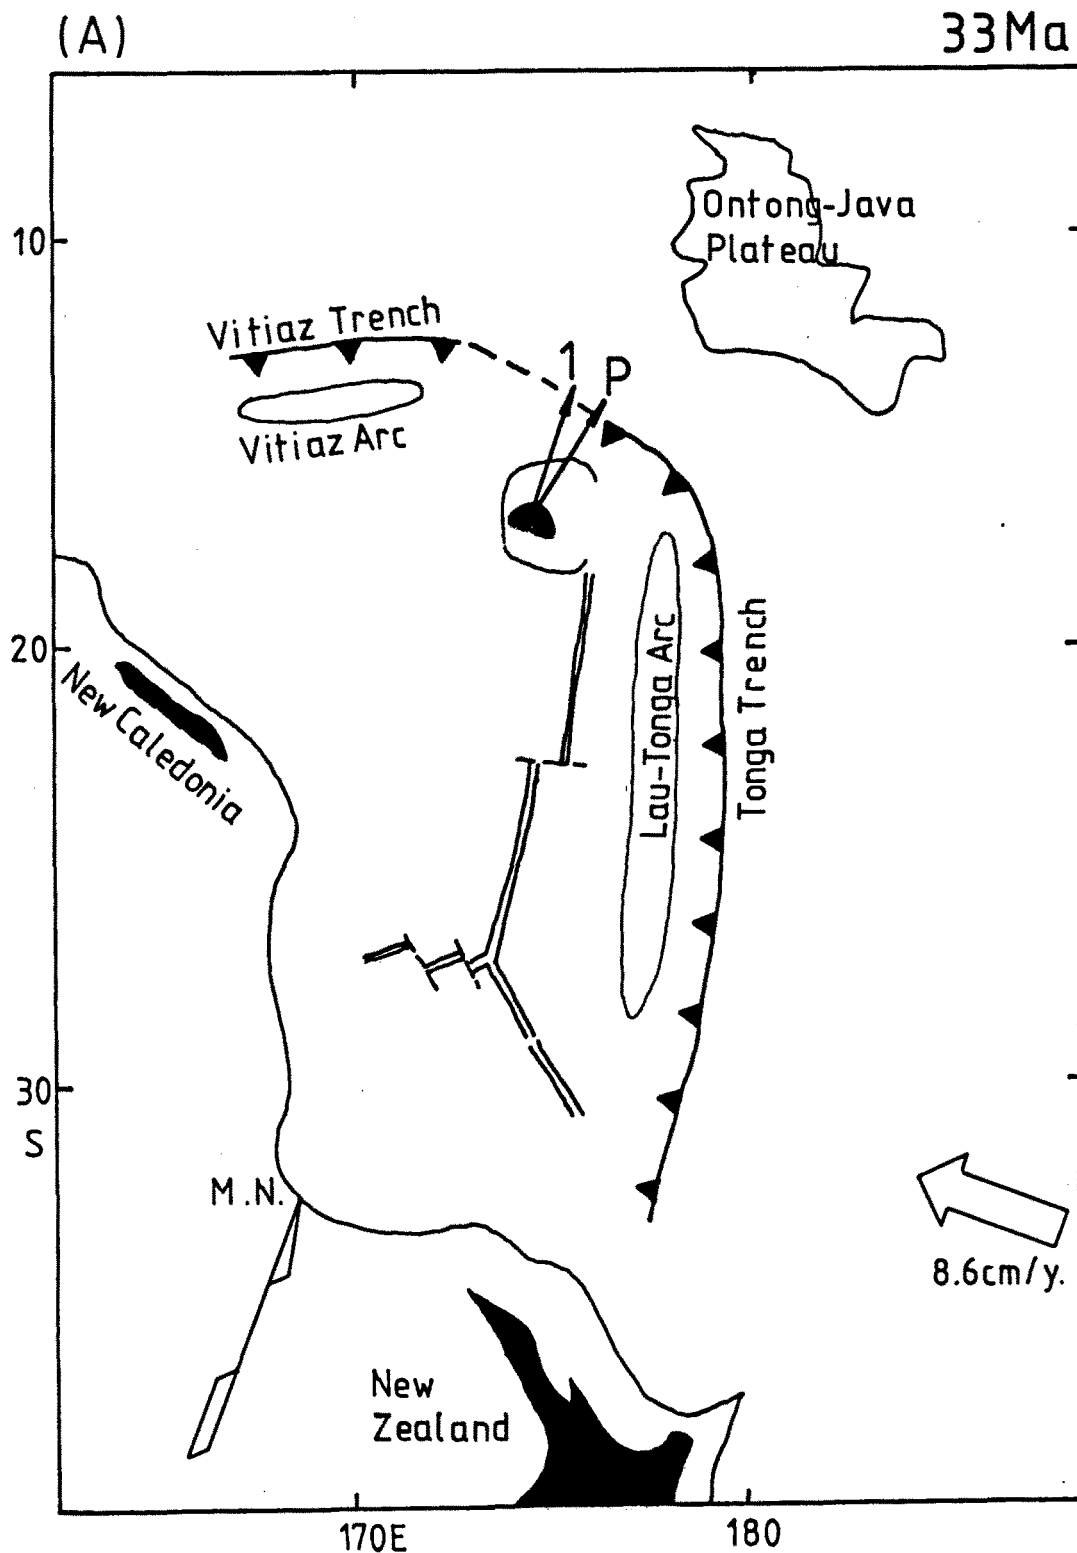 (A)
33Ma
Ontong-Java
Plateau
10
Vitiaz Trench
1
P
Vitiaz Arc
20
New Caledonia
Lau-Tonga Arc
Tonga Trench
30
S
M.N.
8.6cm/y.
New
Zealand
170E
180